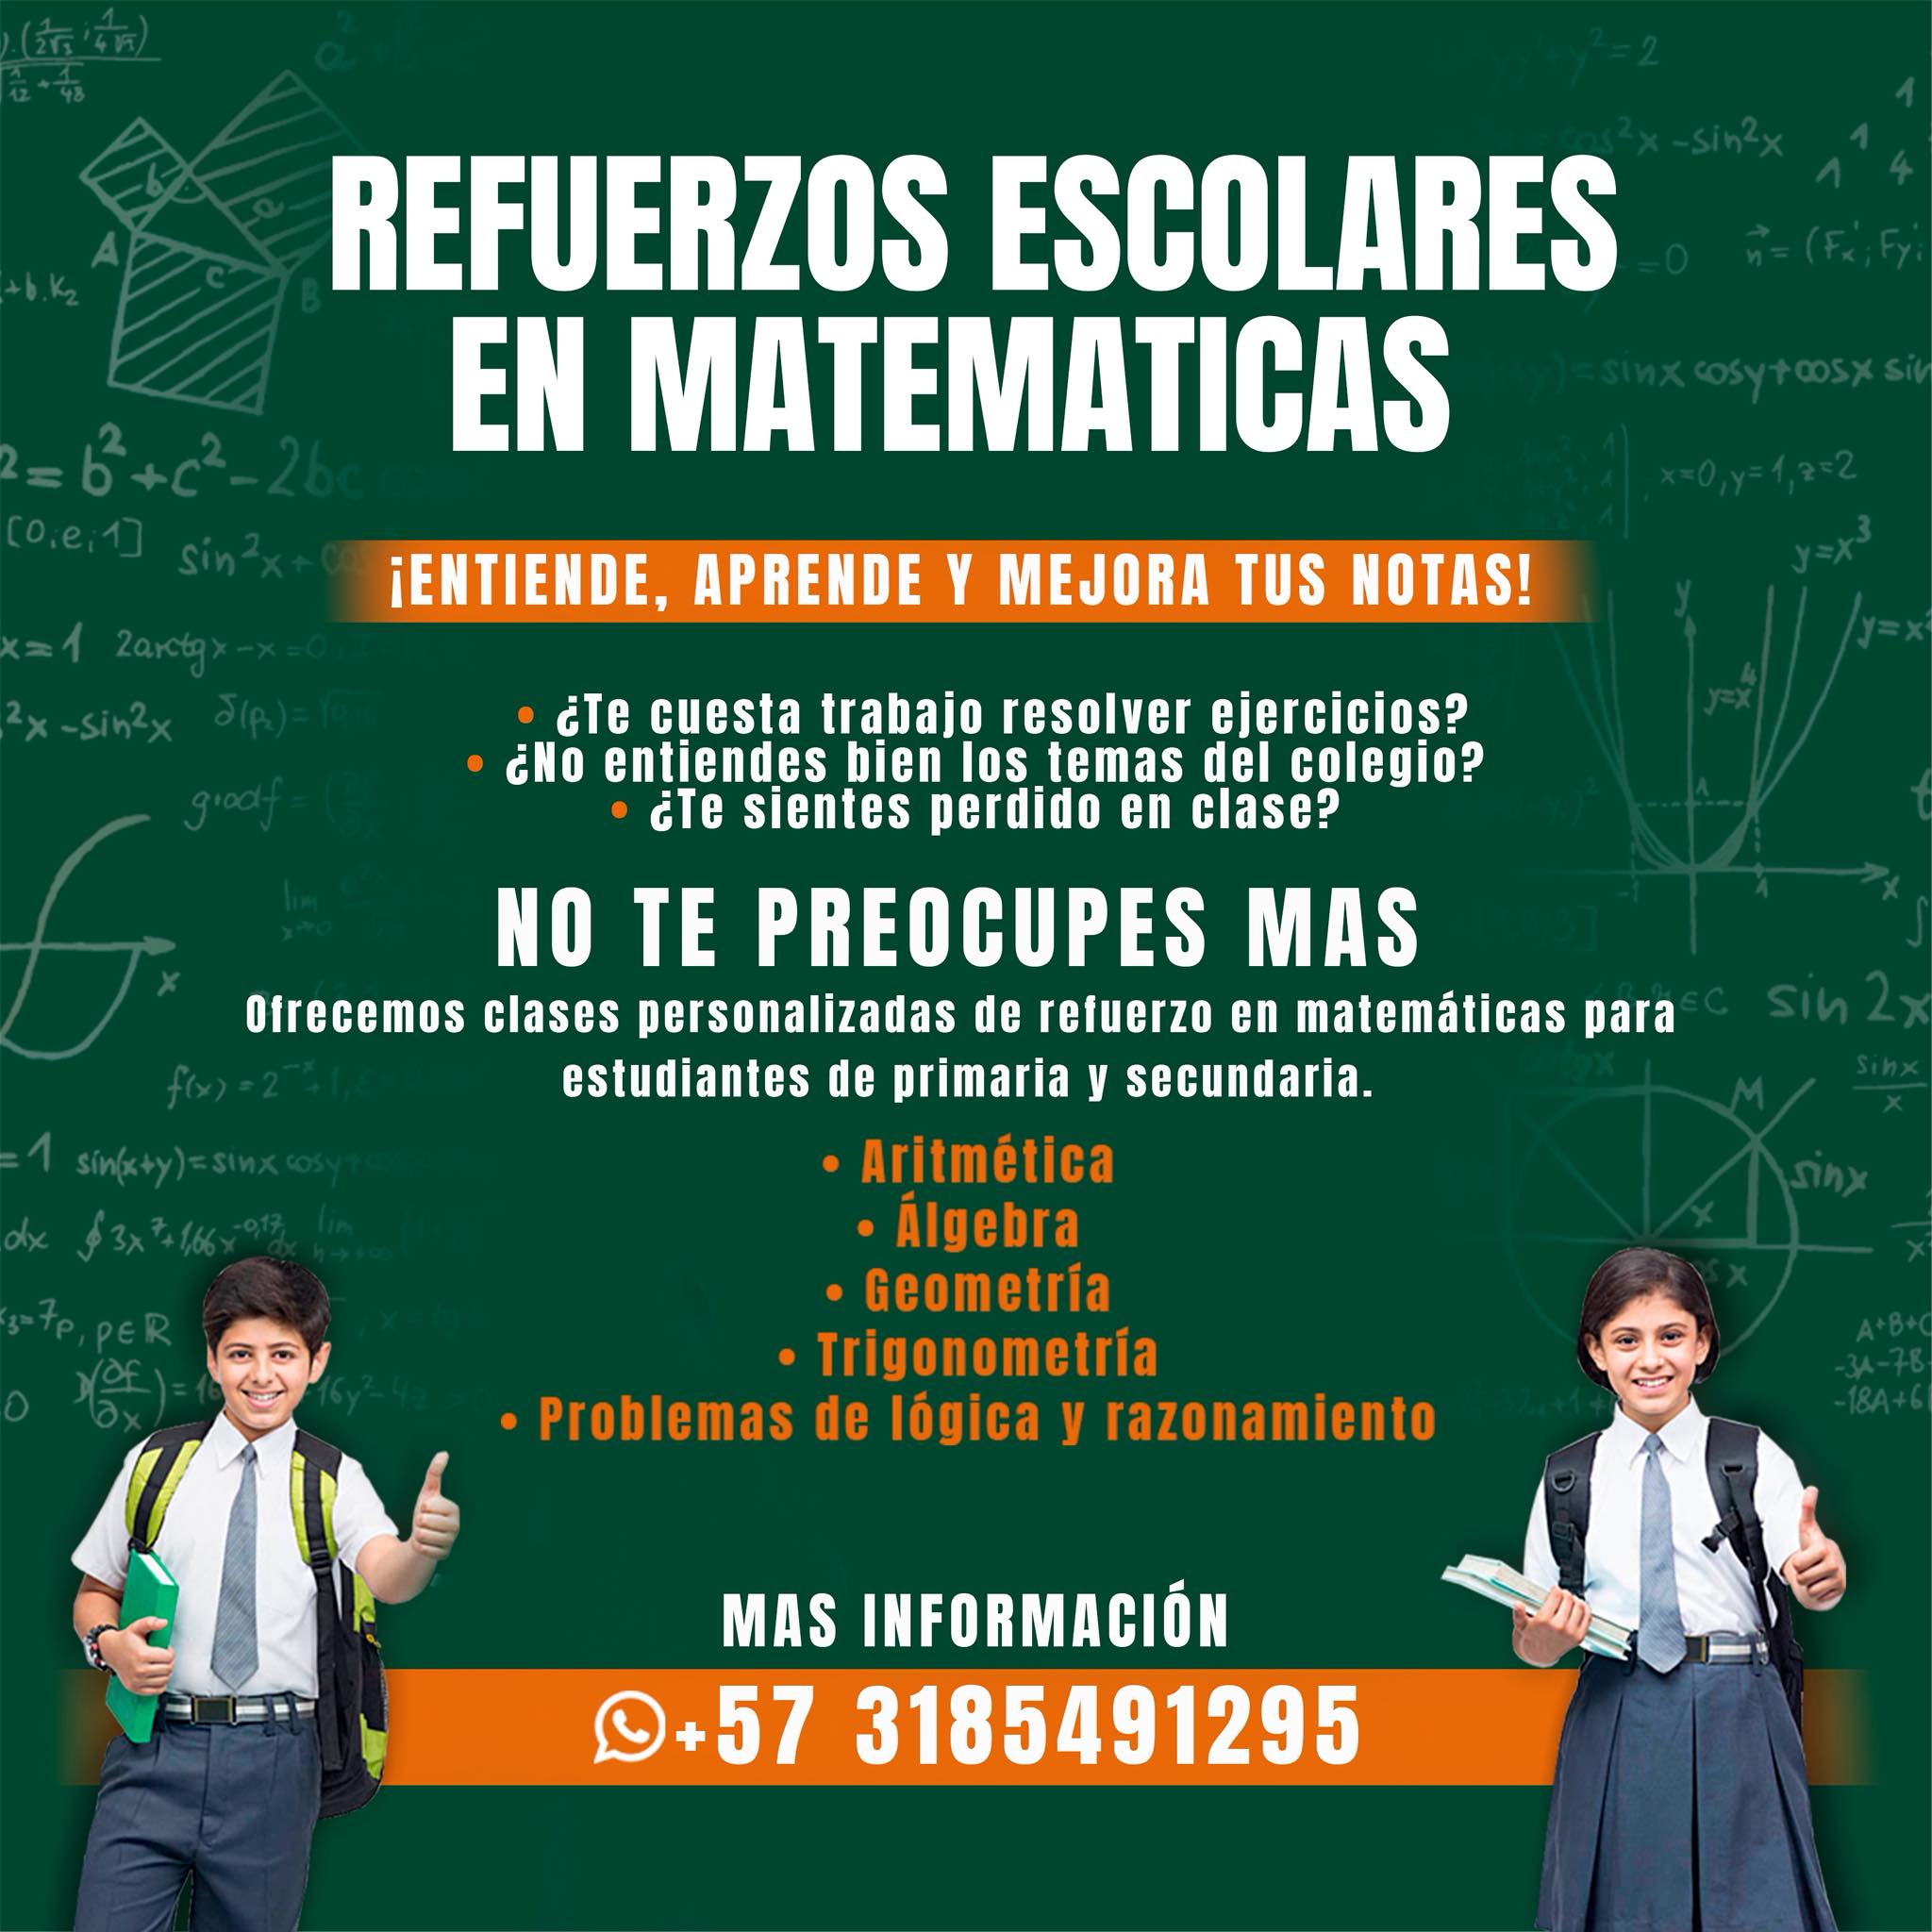 REFUERZOS ESCOLARES
EN MATEMATICAS
¡ENTIENDE, APRENDE Y MEJORA TUS NOTAS!
• ¿Te cuesta trabajo resolver ejercicios?
• ¿No entiendes bien los temas del colegio?
• ¿Te sientes perdido en clase?
NO TE PREOCUPES MAS
Ofrecemos clases personalizadas de refuerzo en matemáticas para
estudiantes de primaria y secundaria.
• Aritmética
• Álgebra
• Geometría
• Trigonometría
• Problemas de lógica y razonamiento
MAS INFORMACIÓN
+57 3185491295